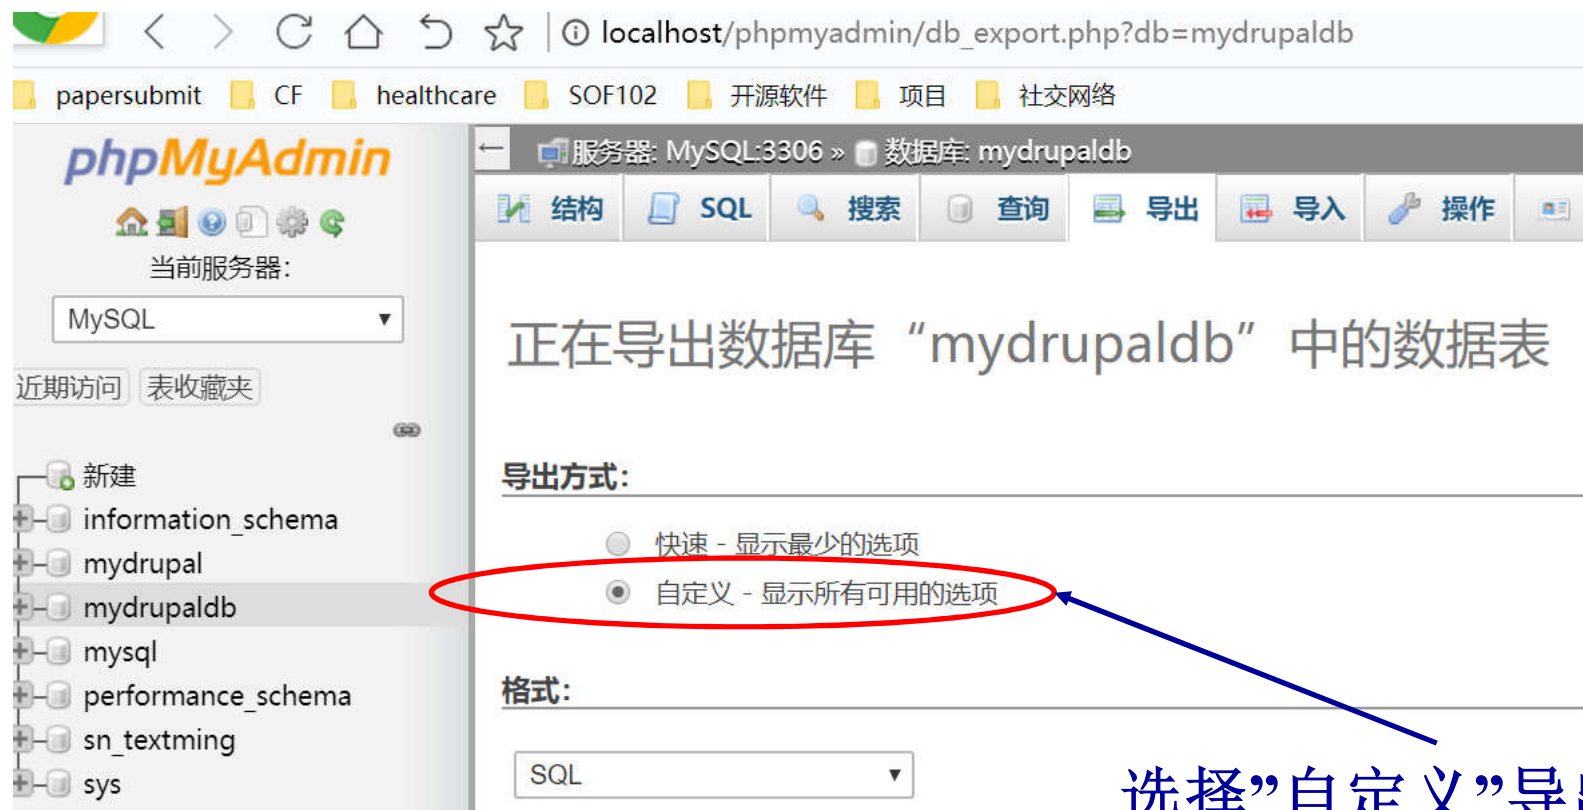 localhost/phpmyadmin/db_export.php?db=mydrupaldb
papersubmit CF healthcare SOF102 开源软件 项目 社交网络
phpMyAdmin
当前服务器：
MySQL
近期访问 表收藏夹
新建
information_schema
mydrupal
mydrupaldb
mysql
performance_schema
sn_textming
sys
← 服务器: MySQL:3306 » 数据库: mydrupaldb
结构 SQL 搜索 查询 导出 导入 操作
正在导出数据库“mydrupaldb”中的数据表
导出方式：
快速 - 显示最少的选项
自定义 - 显示所有可用的选项
格式：
SQL
选择”自定义”导出